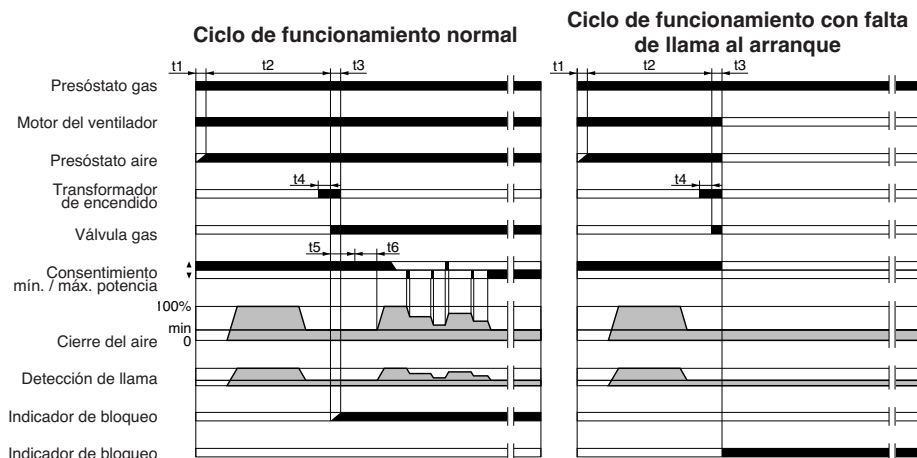 Ciclo de funcionamiento normal
Ciclo de funcionamiento con falta
de llama al arranque
t1
t2
t3
t1
t2
t3
Presóstato gas
Motor del ventilador
Presóstato aire
t4
t4
Transformador
de encendido
Válvula gas
t5
t6
Consentimiento
mín. / máx. potencia
100%
min
0
Cierre del aire
Detección de llama
Indicador de bloqueo
Indicador de bloqueo